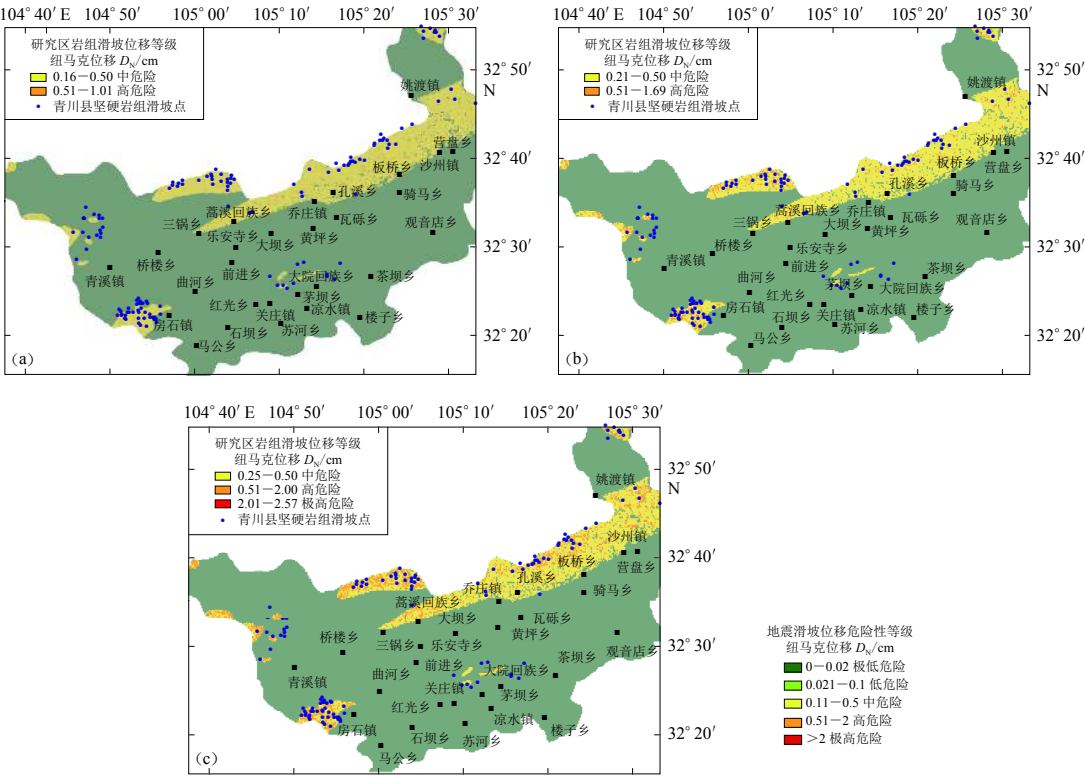 104°40′ E 104°50′ 105°00′ 105°10′ 105°20′ 105°30′
研究区岩组滑坡位移等级
纽马克位移 DN/cm
0.16－0.50 中危险
0.51－1.01 高危险
青川县坚硬岩组滑坡点
32°50′
N
32°40′
32°30′
32°20′
姚渡镇
营盘乡
沙州镇
板桥乡
孔溪乡
骑马乡
蒿溪回族乡
乔庄镇
三锅乡
瓦砾乡
观音店乡
乐安寺乡
大坝乡
黄坪乡
桥楼乡
青溪镇
前进乡
大院回族乡
茶坝乡
曲河乡
红光乡
茅坝乡
关庄镇
凉水镇
房石镇
石坝乡
苏河乡
楼子乡
马公乡
(a)
104°40′ E 104°50′ 105°00′ 105°10′ 105°20′ 105°30′
研究区岩组滑坡位移等级
纽马克位移 DN/cm
0.21－0.50 中危险
0.51－1.69 高危险
青川县坚硬岩组滑坡点
32°50′
N
32°40′
32°30′
32°20′
姚渡镇
沙州镇
营盘乡
板桥乡
孔溪乡
骑马乡
蒿溪回族乡
乔庄镇
三锅乡
瓦砾乡
观音店乡
大坝乡
黄坪乡
桥楼乡
乐安寺乡
青溪镇
前进乡
茶坝乡
曲河乡
茅坝乡
大院回族乡
红光乡
房石镇
关庄镇
凉水镇
石坝乡
苏河乡
楼子乡
马公乡
(b)
104°40′ E 104°50′ 105°00′ 105°10′ 105°20′ 105°30′
研究区岩组滑坡位移等级
纽马克位移 DN/cm
0.25－0.50 中危险
0.51－2.00 高危险
2.01－2.57 极高危险
青川县坚硬岩组滑坡点
32°50′
N
32°40′
32°30′
32°20′
姚渡镇
沙州镇
营盘乡
板桥乡
孔溪乡
乔庄镇
骑马乡
蒿溪回族乡
大坝乡
瓦砾乡
桥楼乡
三锅乡
乐安寺乡
黄坪乡
观音店乡
前进乡
茶坝乡
曲河乡
大院回族乡
青溪镇
关庄镇
茅坝乡
红光乡
凉水镇
房石镇
石坝乡
苏河乡
楼子乡
马公乡
(c)
地震滑坡位移危险性等级
纽马克位移 DN/cm
0－0.02 极低危险
0.021－0.1 低危险
0.11－0.5 中危险
0.51－2 高危险
>2 极高危险